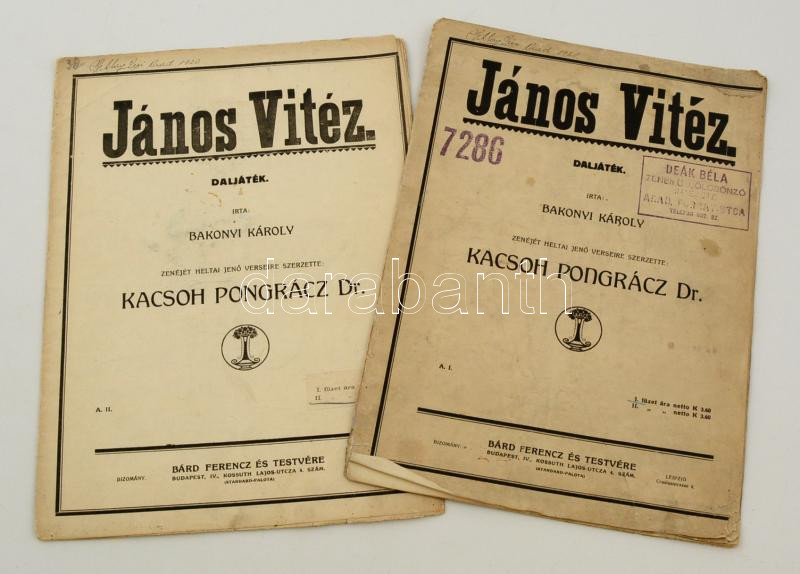 1920
János Vitéz.
DALJÁTÉK.
IRTA:
BAKONYI KÁROLY
ZENÉJÉT HELTAI JENŐ VERSEIRE SZERZETTE:
KACSOH PONGRÁCZ Dr.
I. füzet ára
II. "
A. II.
BIZOMÁNY:
BÁRD FERENCZ ÉS TESTVÉRE
BUDAPEST, IV., KOSSUTH LAJOS-UTCZA 4. SZÁM.
(STANDARD-PALOTA)
János Vitéz.
7286
DALJÁTÉK.
DEÁK BÉLA
IRTA:
BAKONYI KÁROLY
ZENÉJÉT HELTAI JENŐ VERSEIRE SZERZETTE:
KACSOH PONGRÁCZ Dr.
A. I.
I. füzet ára netto K 3.60
II. " " netto K 3.60
BIZOMÁNY:
BÁRD FERENCZ ÉS TESTVÉRE
BUDAPEST, IV., KOSSUTH LAJOS-UTCZA 4. SZÁM.
(STANDARD-PALOTA)
LEIPZIG
darabanth